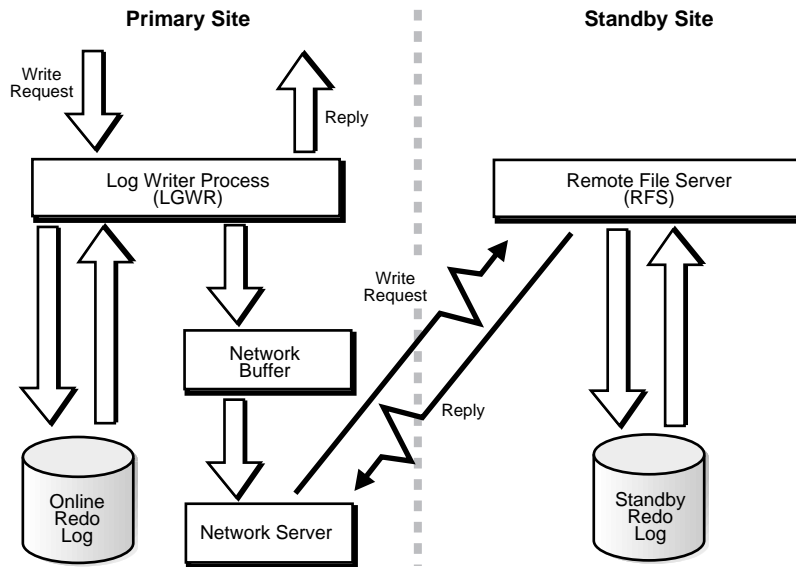 Primary Site
Standby Site
Write
Request
Reply
Log Writer Process
(LGWR)
Remote File Server
(RFS)
Write
Request
Network
Buffer
Reply
Online
Redo
Log
Network Server
Standby
Redo
Log